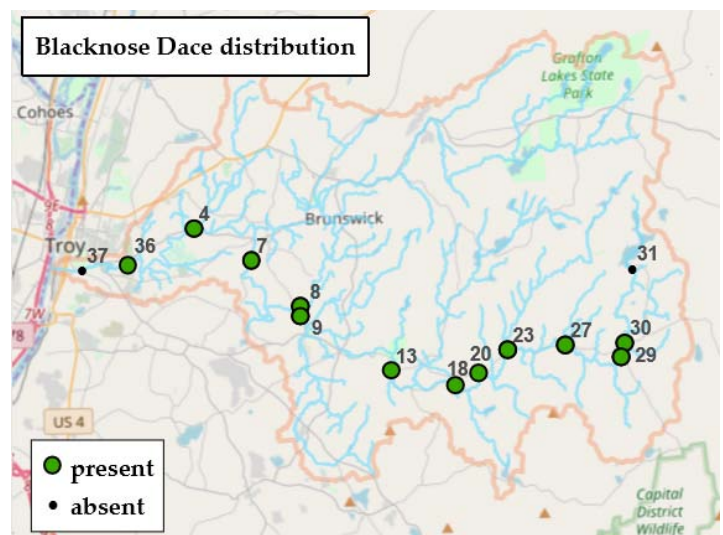 Blacknose Dace distribution
Grafton
Lakes State
Park
Cohoes
9E
4
Brunswick
7
36
Troy
37
31
8
9
7W
30
27
23
29
20
13
18
78
US 4
present
absent
Capital
District
Wildlife